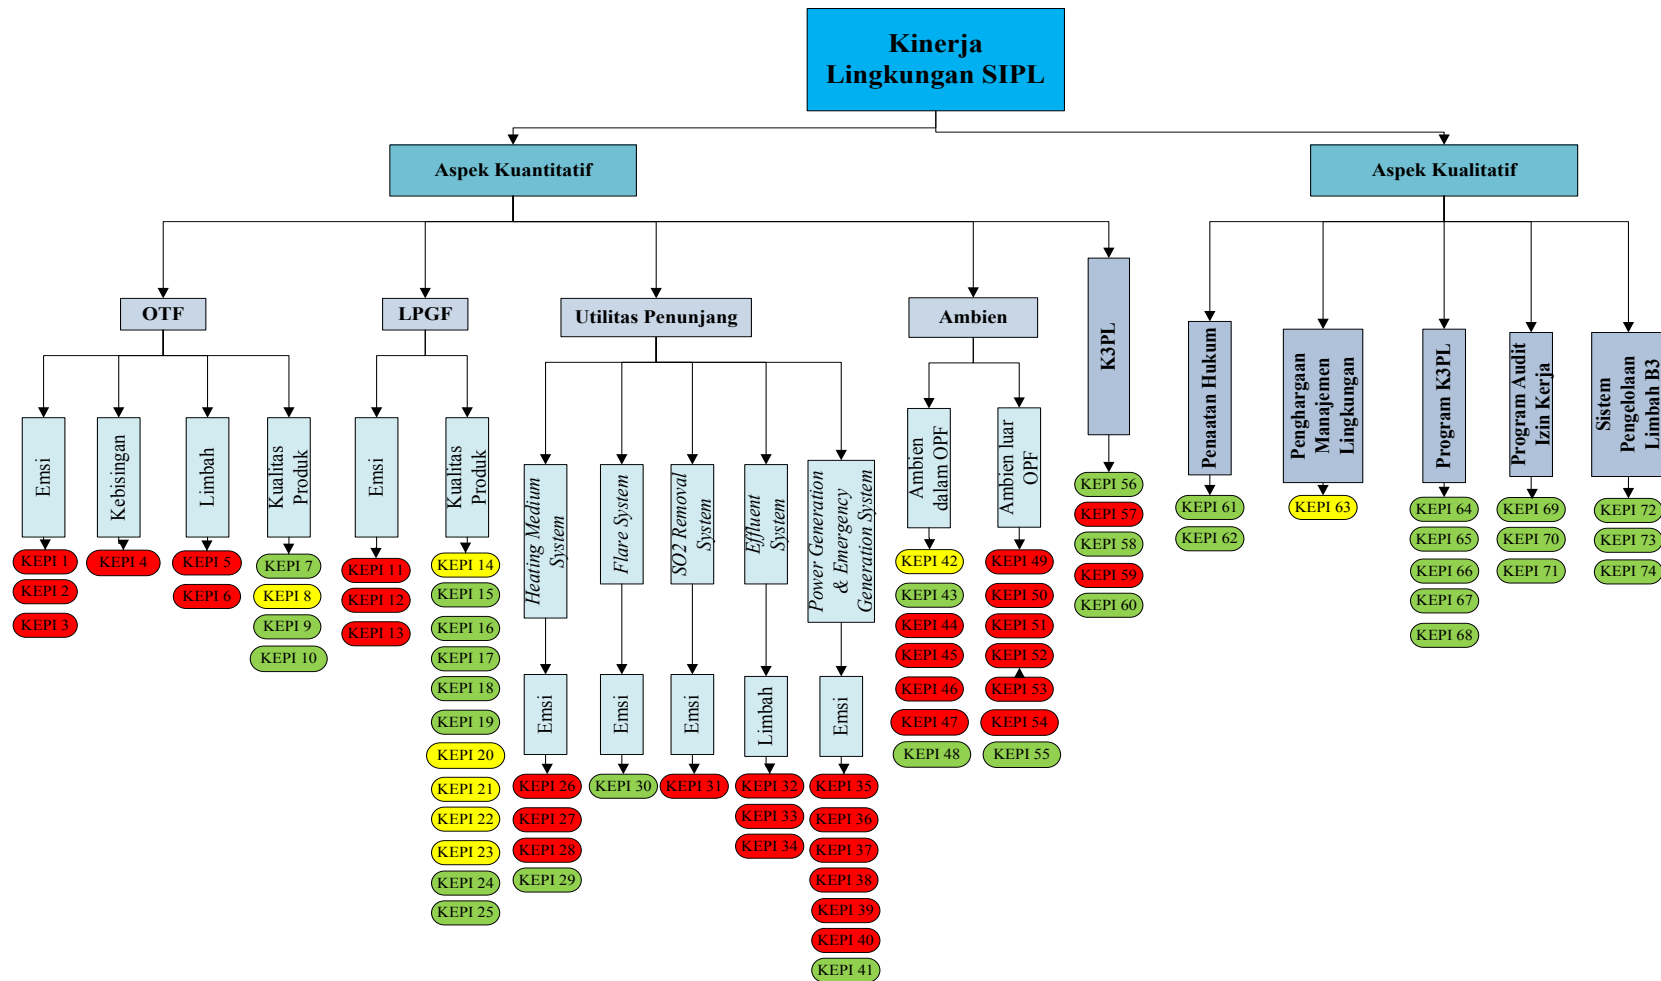 Kinerja
Lingkungan SIPL
Aspek Kuantitatif
Aspek Kualitatif
OTF
LPGF
Utilitas Penunjang
Ambien
K3PL
Penaatan Hukum
Penghargaan
Manajemen
Lingkungan
Program K3PL
Program Audit
Izin Kerja
Sistem
Pengelolaan
Limbah B3
Emsi
Kebisingan
Limbah
Kualitas
Produk
Emsi
Kualitas
Produk
Heating Medium
System
Flare System
SO2 Removal
System
Effluent
System
Power Generation
& Emergency
Generation System
Ambien
dalam OPF
Ambien luar
OPF
Emsi
Emsi
Emsi
Limbah
Emsi
KEPI 1
KEPI 2
KEPI 3
KEPI 4
KEPI 5
KEPI 6
KEPI 7
KEPI 8
KEPI 9
KEPI 10
KEPI 11
KEPI 12
KEPI 13
KEPI 14
KEPI 15
KEPI 16
KEPI 17
KEPI 18
KEPI 19
KEPI 20
KEPI 21
KEPI 22
KEPI 23
KEPI 24
KEPI 25
KEPI 26
KEPI 27
KEPI 28
KEPI 29
KEPI 30
KEPI 31
KEPI 32
KEPI 33
KEPI 34
KEPI 35
KEPI 36
KEPI 37
KEPI 38
KEPI 39
KEPI 40
KEPI 41
KEPI 42
KEPI 43
KEPI 44
KEPI 45
KEPI 46
KEPI 47
KEPI 48
KEPI 49
KEPI 50
KEPI 51
KEPI 52
KEPI 53
KEPI 54
KEPI 55
KEPI 56
KEPI 57
KEPI 58
KEPI 59
KEPI 60
KEPI 61
KEPI 62
KEPI 63
KEPI 64
KEPI 65
KEPI 66
KEPI 67
KEPI 68
KEPI 69
KEPI 70
KEPI 71
KEPI 72
KEPI 73
KEPI 74